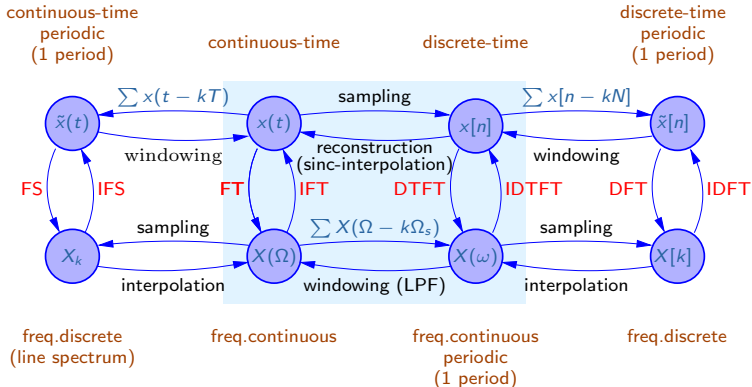 continuous-time
periodic
(1 period)
continuous-time
discrete-time
discrete-time
periodic
(1 period)
∑ x(t − kT)
sampling
∑ x[n − kN]
x̃(t)
x(t)
x[n]
x̃[n]
windowing
reconstruction
(sinc-interpolation)
windowing
FS
IFS
FT
IFT
DTFT
IDTFT
DFT
IDFT
sampling
∑ X(Ω − kΩₛ)
sampling
Xₖ
X(Ω)
X(ω)
X[k]
interpolation
windowing (LPF)
interpolation
freq.discrete
(line spectrum)
freq.continuous
freq.continuous
periodic
(1 period)
freq.discrete